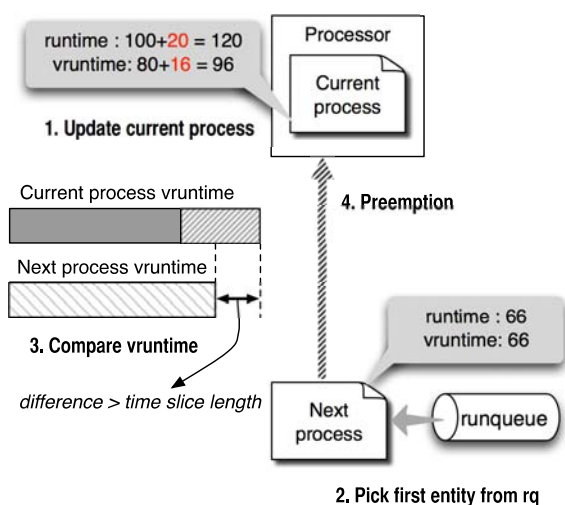 runtime : 100+20 = 120
vruntime: 80+16 = 96
Processor
Current
process
1. Update current process
4. Preemption
Current process vruntime
Next process vruntime
3. Compare vruntime
difference > time slice length
runtime : 66
vruntime: 66
Next
process
runqueue
2. Pick first entity from rq